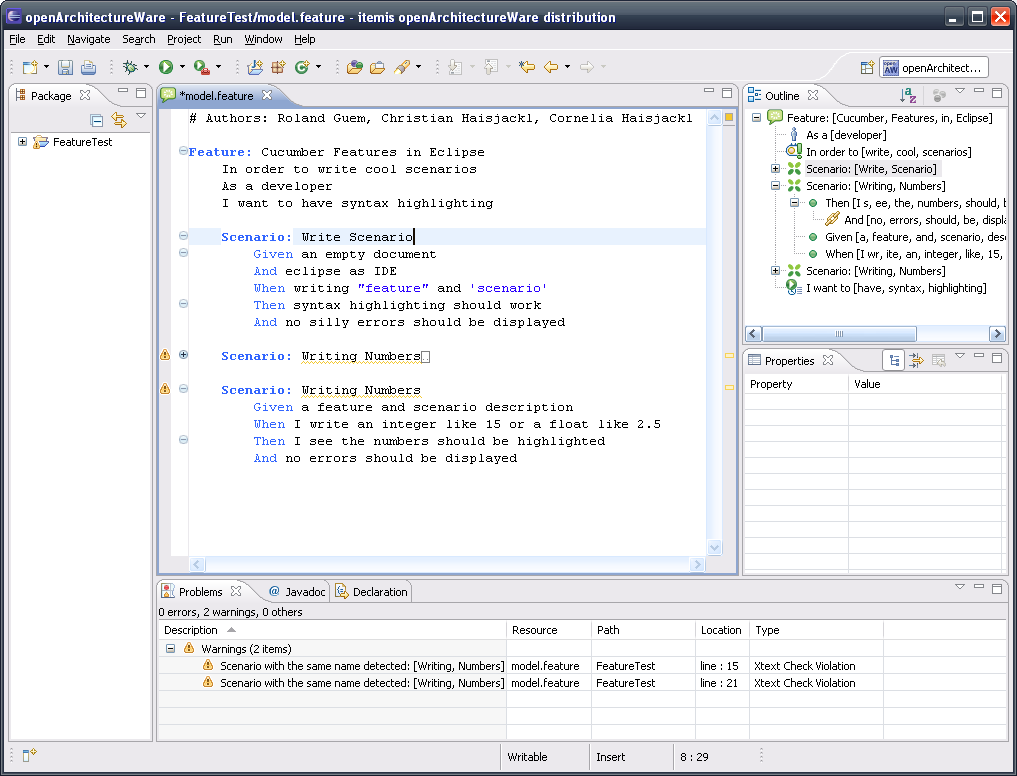 openArchitectureWare - FeatureTest/model.feature - itemis openArchitectureWare distribution
File Edit Navigate Search Project Run Window Help
openArchitect...
Package
FeatureTest
*model.feature
# Authors: Roland Guem, Christian Haisjackl, Cornelia Haisjackl
Feature: Cucumber Features in Eclipse
In order to write cool scenarios
As a developer
I want to have syntax highlighting
Scenario: Write Scenario
Given an empty document
And eclipse as IDE
When writing "feature" and 'scenario'
Then syntax highlighting should work
And no silly errors should be displayed
Scenario: Writing Numbers
Scenario: Writing Numbers
Given a feature and scenario description
When I write an integer like 15 or a float like 2.5
Then I see the numbers should be highlighted
And no errors should be displayed
Outline
Feature: [Cucumber, Features, in, Eclipse]
As a [developer]
In order to [write, cool, scenarios]
Scenario: [Write, Scenario]
Scenario: [Writing, Numbers]
Then [I s, ee, the, numbers, should, b
And [no, errors, should, be, displa
Given [a, feature, and, scenario, desc
When [I wr, ite, an, integer, like, 15,
Scenario: [Writing, Numbers]
I want to [have, syntax, highlighting]
Properties
Property Value
Problems Javadoc Declaration
0 errors, 2 warnings, 0 others
Description Resource Path Location Type
Warnings (2 items)
Scenario with the same name detected: [Writing, Numbers] model.feature FeatureTest line : 15 Xtext Check Violation
Scenario with the same name detected: [Writing, Numbers] model.feature FeatureTest line : 21 Xtext Check Violation
Writable Insert 8 : 29